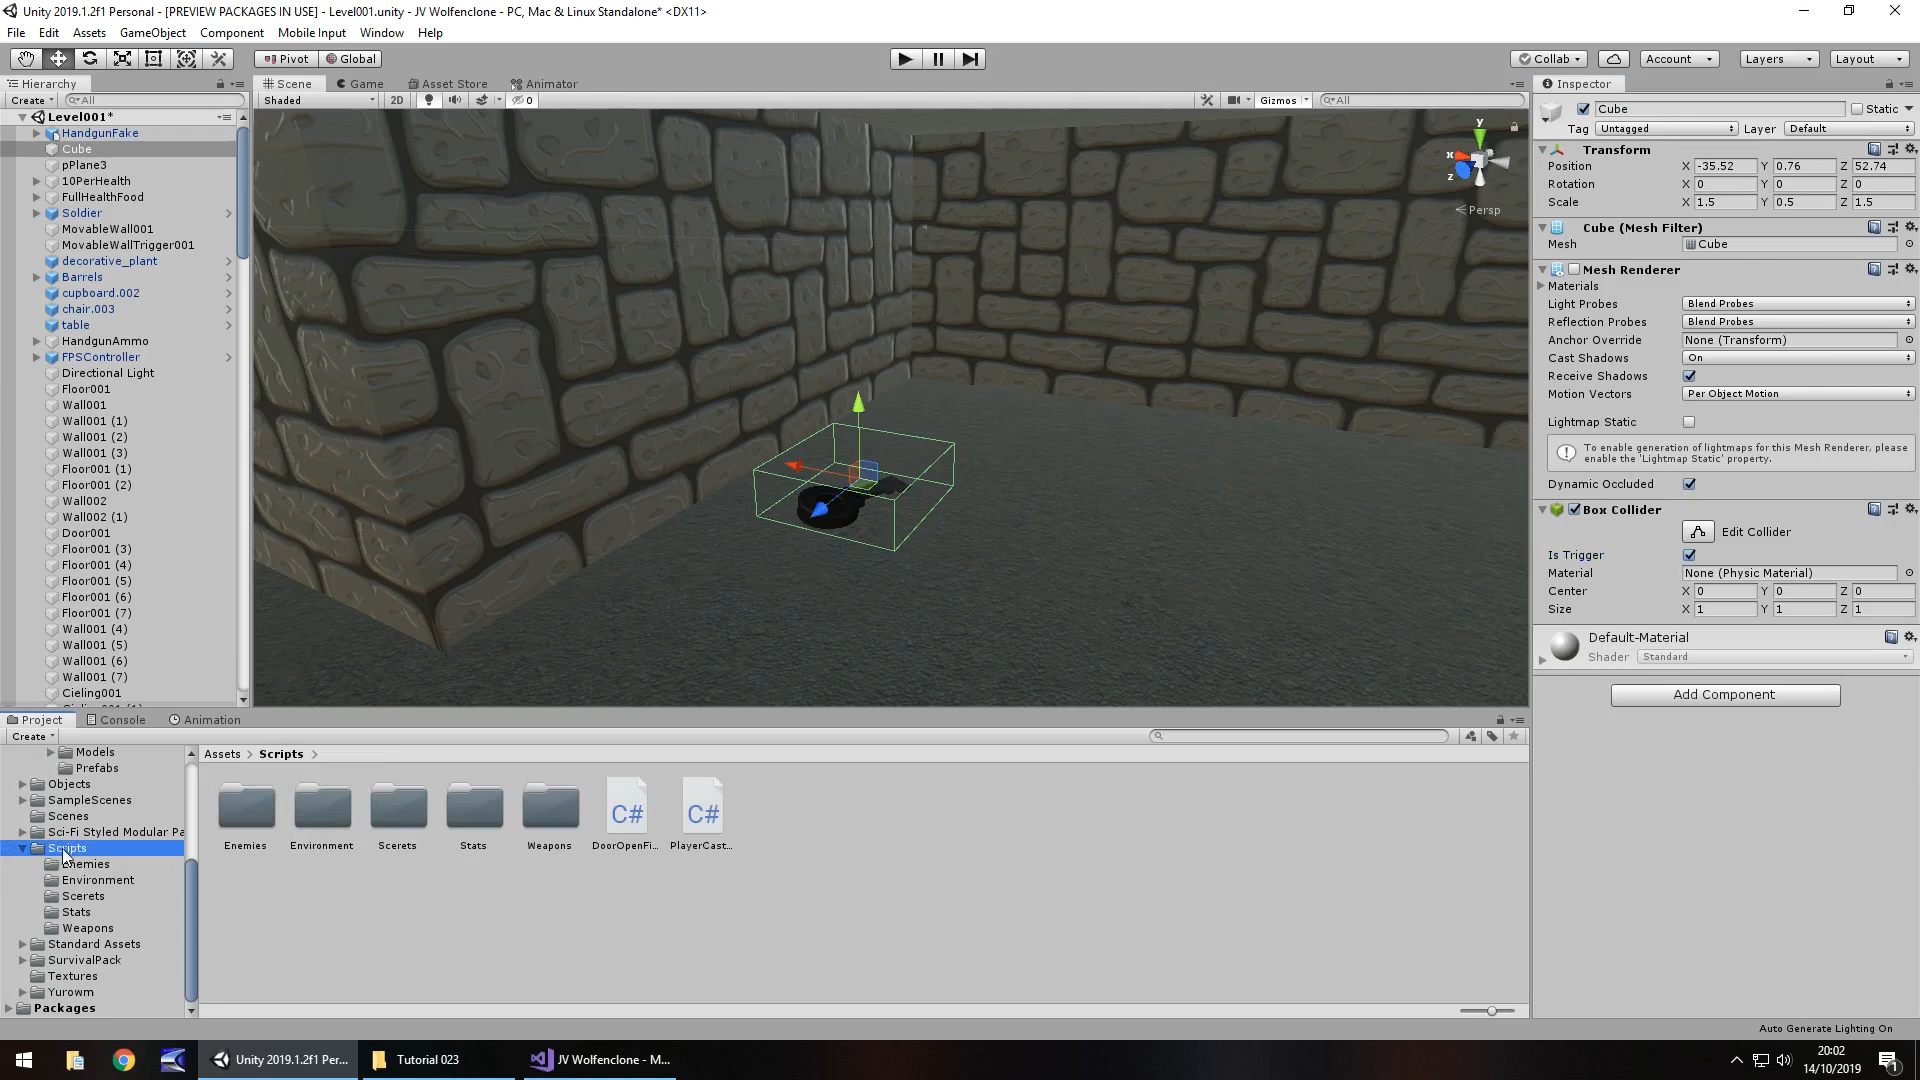 Unity 2019.1.2f1 Personal - [PREVIEW PACKAGES IN USE] - Level001.unity - JV Wolfenclone - PC, Mac & Linux Standalone* <DX11>
File Edit Assets GameObject Component Mobile Input Window Help
Pivot Global Collab Account Layers Layout
Hierarchy
Create All
Level001*
HandgunFake
Cube
pPlane3
10PerHealth
FullHealthFood
Soldier
MovableWall001
MovableWallTrigger001
decorative_plant
Barrels
cupboard.002
chair.003
table
HandgunAmmo
FPSController
Directional Light
Floor001
Wall001
Wall001 (1)
Wall001 (2)
Wall001 (3)
Floor001 (1)
Floor001 (2)
Wall002
Wall002 (1)
Door001
Floor001 (3)
Floor001 (4)
Floor001 (5)
Floor001 (6)
Floor001 (7)
Wall001 (4)
Wall001 (5)
Wall001 (6)
Wall001 (7)
Cieling001
Scene Game Asset Store Animator
Shaded 2D 0 Gizmos All
y
x
z
Persp
Inspector
Cube Static
Tag Untagged Layer Default
Transform
Position X -35.52 Y 0.76 Z 52.74
Rotation X 0 Y 0 Z 0
Scale X 1.5 Y 0.5 Z 1.5
Cube (Mesh Filter)
Mesh Cube
Mesh Renderer
Materials
Light Probes Blend Probes
Reflection Probes Blend Probes
Anchor Override None (Transform)
Cast Shadows On
Receive Shadows
Motion Vectors Per Object Motion
Lightmap Static
To enable generation of lightmaps for this Mesh Renderer, please
enable the 'Lightmap Static' property.
Dynamic Occluded
Box Collider
Edit Collider
Is Trigger
Material None (Physic Material)
Center X 0 Y 0 Z 0
Size X 1 Y 1 Z 1
Default-Material
Shader Standard
Add Component
Project Console Animation
Create
Models
Prefabs
Objects
SampleScenes
Scenes
Sci-Fi Styled Modular Pa
Scripts
Enemies
Environment
Scerets
Stats
Weapons
Standard Assets
SurvivalPack
Textures
Yurowm
Packages
Assets Scripts
C# C#
Enemies Environment Scerets Stats Weapons DoorOpenFi... PlayerCast...
Auto Generate Lighting On
Unity 2019.1.2f1 Per... Tutorial 023 JV Wolfenclone - M...
20:02
14/10/2019
1